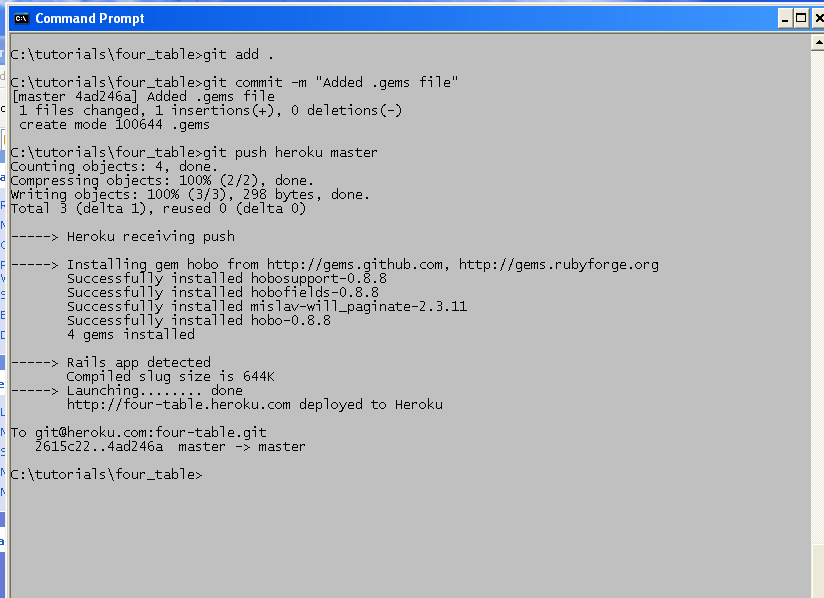 Command Prompt
C:\tutorials\four_table>git add .
C:\tutorials\four_table>git commit -m "Added .gems file"
[master 4ad246a] Added .gems file
 1 files changed, 1 insertions(+), 0 deletions(-)
 create mode 100644 .gems
C:\tutorials\four_table>git push heroku master
Counting objects: 4, done.
Compressing objects: 100% (2/2), done.
Writing objects: 100% (3/3), 298 bytes, done.
Total 3 (delta 1), reused 0 (delta 0)
-----> Heroku receiving push
-----> Installing gem hobo from http://gems.github.com, http://gems.rubyforge.org
       Successfully installed hobosupport-0.8.8
       Successfully installed hobofields-0.8.8
       Successfully installed mislav-will_paginate-2.3.11
       Successfully installed hobo-0.8.8
       4 gems installed
-----> Rails app detected
       Compiled slug size is 644K
-----> Launching........ done
       http://four-table.heroku.com deployed to Heroku
To git@heroku.com:four-table.git
   2615c22..4ad246a  master -> master
C:\tutorials\four_table>